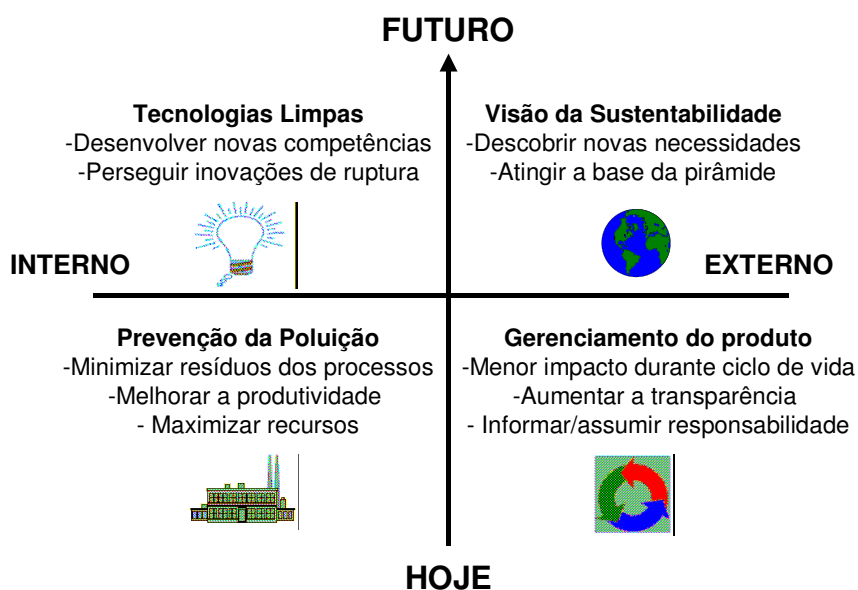 FUTURO
Tecnologias Limpas
-Desenvolver novas competências
-Perseguir inovações de ruptura
Visão da Sustentabilidade
-Descobrir novas necessidades
-Atingir a base da pirâmide
INTERNO
EXTERNO
Prevenção da Poluição
-Minimizar resíduos dos processos
-Melhorar a produtividade
- Maximizar recursos
Gerenciamento do produto
-Menor impacto durante ciclo de vida
-Aumentar a transparência
- Informar/assumir responsabilidade
HOJE